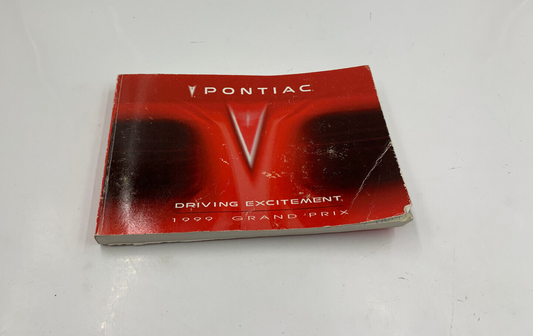 PONTIAC
DRIVING EXCITEMENT
1999 GRAND PRIX